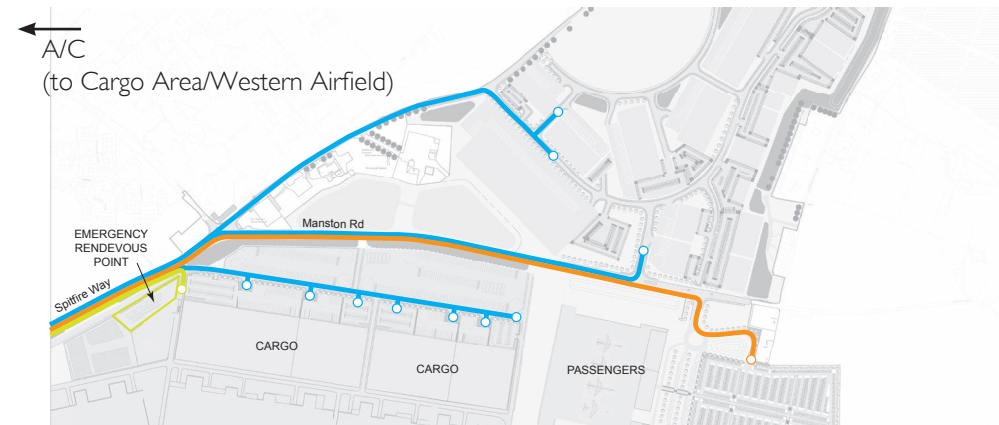 A/C
(to Cargo Area/Western Airfield)
Manston Rd
EMERGENCY
RENDEVOUS
POINT
Spitfire Way
CARGO
CARGO
PASSENGERS